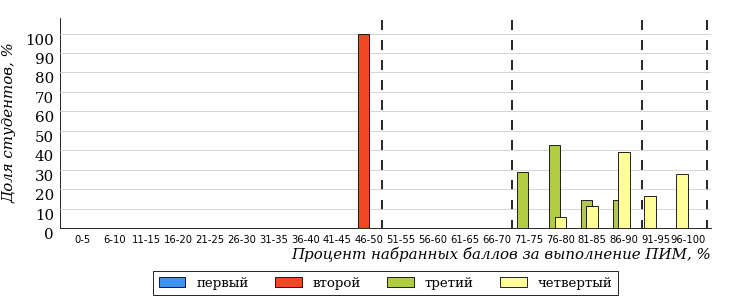 Доля студентов, %
100
90
80
70
60
50
40
30
20
10
0
0-5 6-10 11-15 16-20 21-25 26-30 31-35 36-40 41-45 46-50 51-55 56-60 61-65 66-70 71-75 76-80 81-85 86-90 91-95 96-100
Процент набранных баллов за выполнение ПИМ, %
первый второй третий четвертый